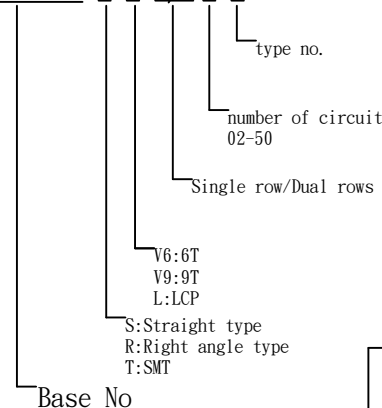 type no.
number of circuit
02-50
Single row/Dual rows
V6:6T
V9:9T
L:LCP
S:Straight type
R:Right angle type
T:SMT
Base No